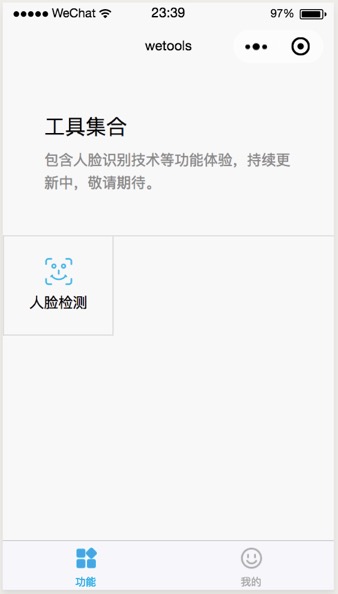 WeChat 23:39 97%
wetools
工具集合
包含人脸识别技术等功能体验，持续更
新中，敬请期待。
人脸检测
功能 我的